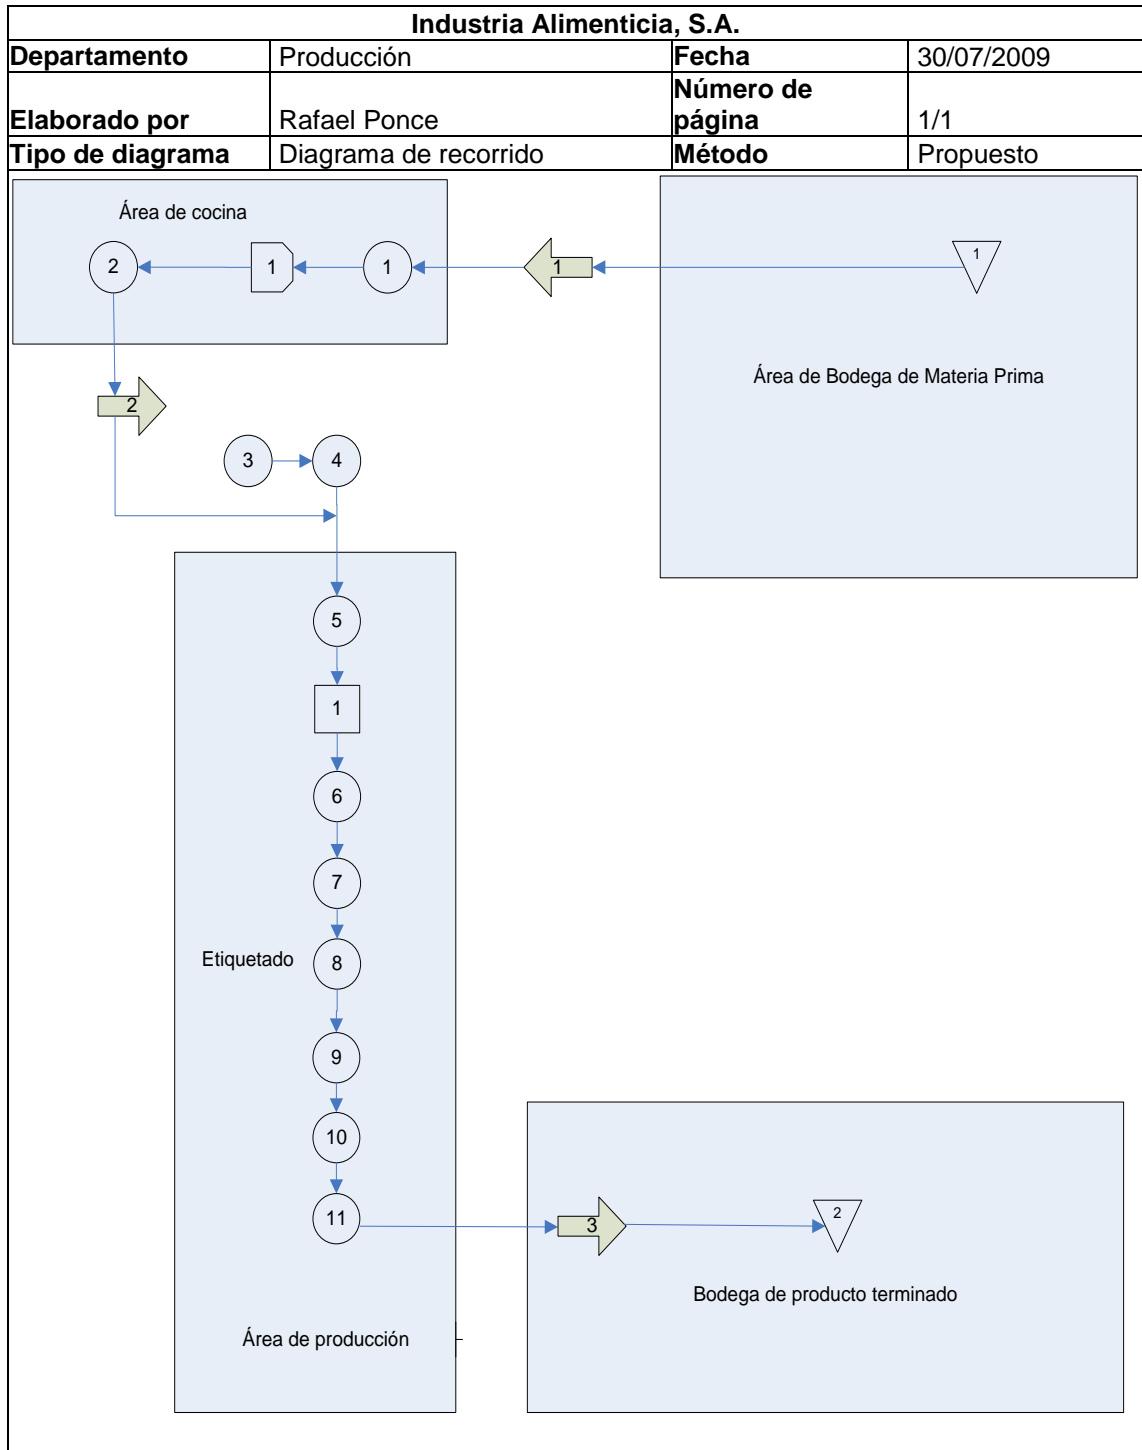 Industria Alimenticia, S.A.
Departamento Producción Fecha 30/07/2009
Elaborado por Rafael Ponce Número de página 1/1
Tipo de diagrama Diagrama de recorrido Método Propuesto
Área de cocina
2 1 1 1 1
Área de Bodega de Materia Prima
2
3 4
5
1
6
7
Etiquetado 8
9
10
11 3 2
Bodega de producto terminado
Área de producción